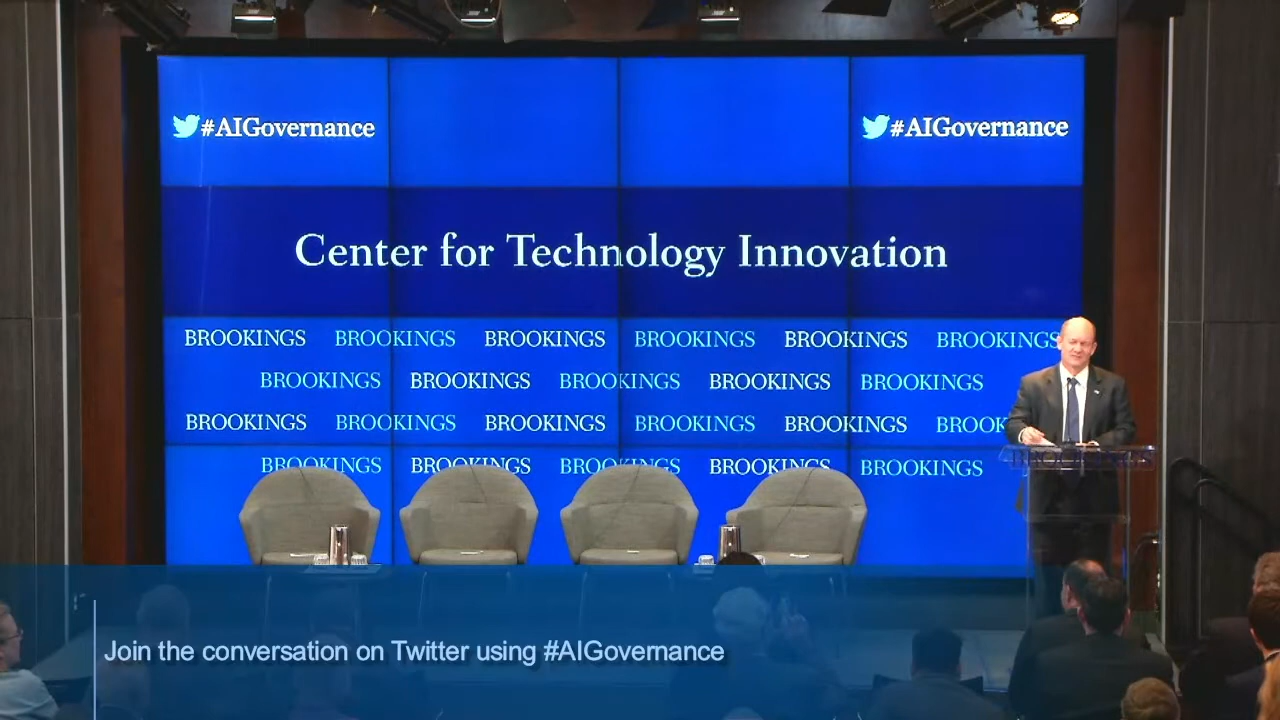 #AIGovernance #AIGovernance
Center for Technology Innovation
BROOKINGS BROOKINGS BROOKINGS BROOKINGS BROOKINGS BROOKINGS
BROOKINGS BROOKINGS BROOKINGS BROOKINGS BROOKINGS
BROOKINGS BROOKINGS BROOKINGS BROOKINGS BROOKINGS BROOK
BROOKINGS BROOKINGS BROOKINGS BROOKINGS BROOKINGS
Join the conversation on Twitter using #AIGovernance